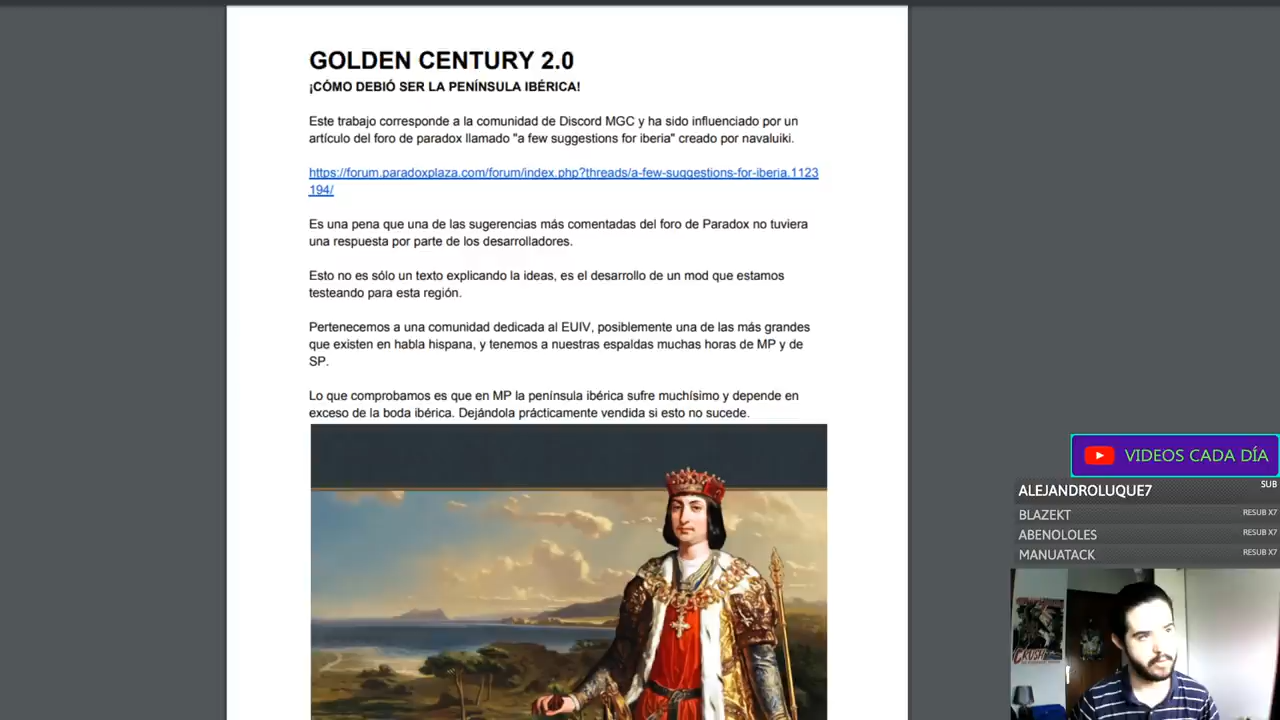 GOLDEN CENTURY 2.0
¡CÓMO DEBIÓ SER LA PENÍNSULA IBÉRICA!
Este trabajo corresponde a la comunidad de Discord MGC y ha sido influenciado por un
artículo del foro de paradox llamado "a few suggestions for iberia" creado por navaluiki.
https://forum.paradoxplaza.com/forum/index.php?threads/a-few-suggestions-for-iberia.1123
194/
Es una pena que una de las sugerencias más comentadas del foro de Paradox no tuviera
una respuesta por parte de los desarrolladores.
Esto no es sólo un texto explicando la ideas, es el desarrollo de un mod que estamos
testeando para esta región.
Pertenecemos a una comunidad dedicada al EUIV, posiblemente una de las más grandes
que existen en habla hispana, y tenemos a nuestras espaldas muchas horas de MP y de
SP.
Lo que comprobamos es que en MP la península ibérica sufre muchísimo y depende en
exceso de la boda ibérica. Dejándola prácticamente vendida si esto no sucede.
VIDEOS CADA DÍA
ALEJANDROLUQUE7 SUB
BLAZEKT RESUB X7
ABENOLOLES RESUB X7
MANUATACK RESUB X7
CRUSH